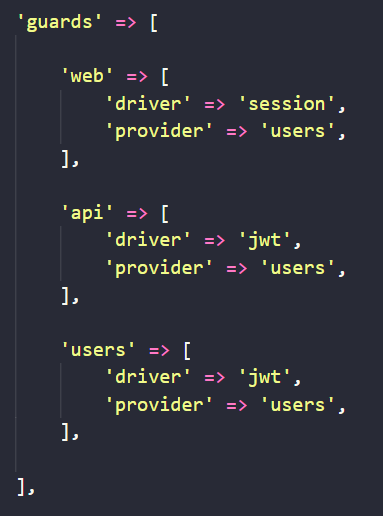 'guards' => [
'web' => [
'driver' => 'session',
'provider' => 'users',
],
'api' => [
'driver' => 'jwt',
'provider' => 'users',
],
'users' => [
'driver' => 'jwt',
'provider' => 'users',
],
],